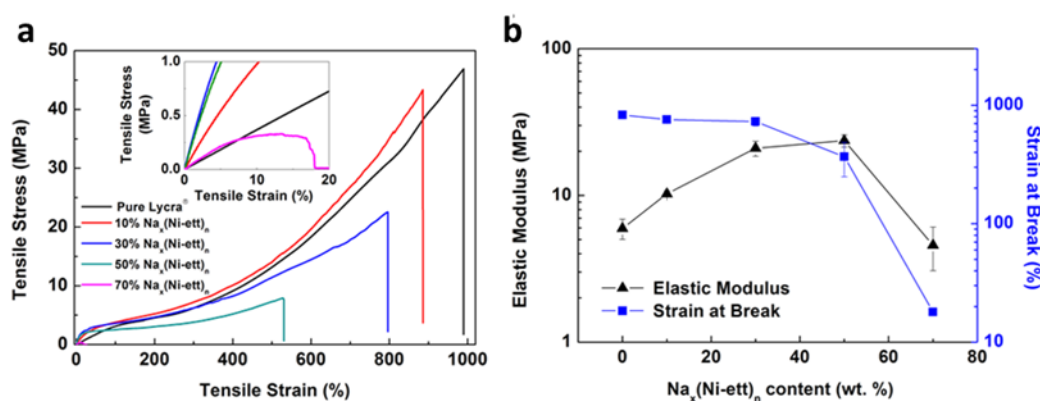 a
Tensile Stress (MPa)
50
40
30
20
10
0
0
200
400
600
800
1000
Tensile Strain (%)
Tensile Stress
(MPa)
1.0
0.5
0.0
0
10
20
Tensile Strain (%)
Pure Lycra®
10% Naₓ(Ni-ett)ₙ
30% Naₓ(Ni-ett)ₙ
50% Naₓ(Ni-ett)ₙ
70% Naₓ(Ni-ett)ₙ
b
Elastic Modulus (MPa)
100
10
1
0
20
40
60
80
Naₓ(Ni-ett)ₙ content (wt. %)
Elastic Modulus
Strain at Break
1000
100
10
Strain at Break
(%)